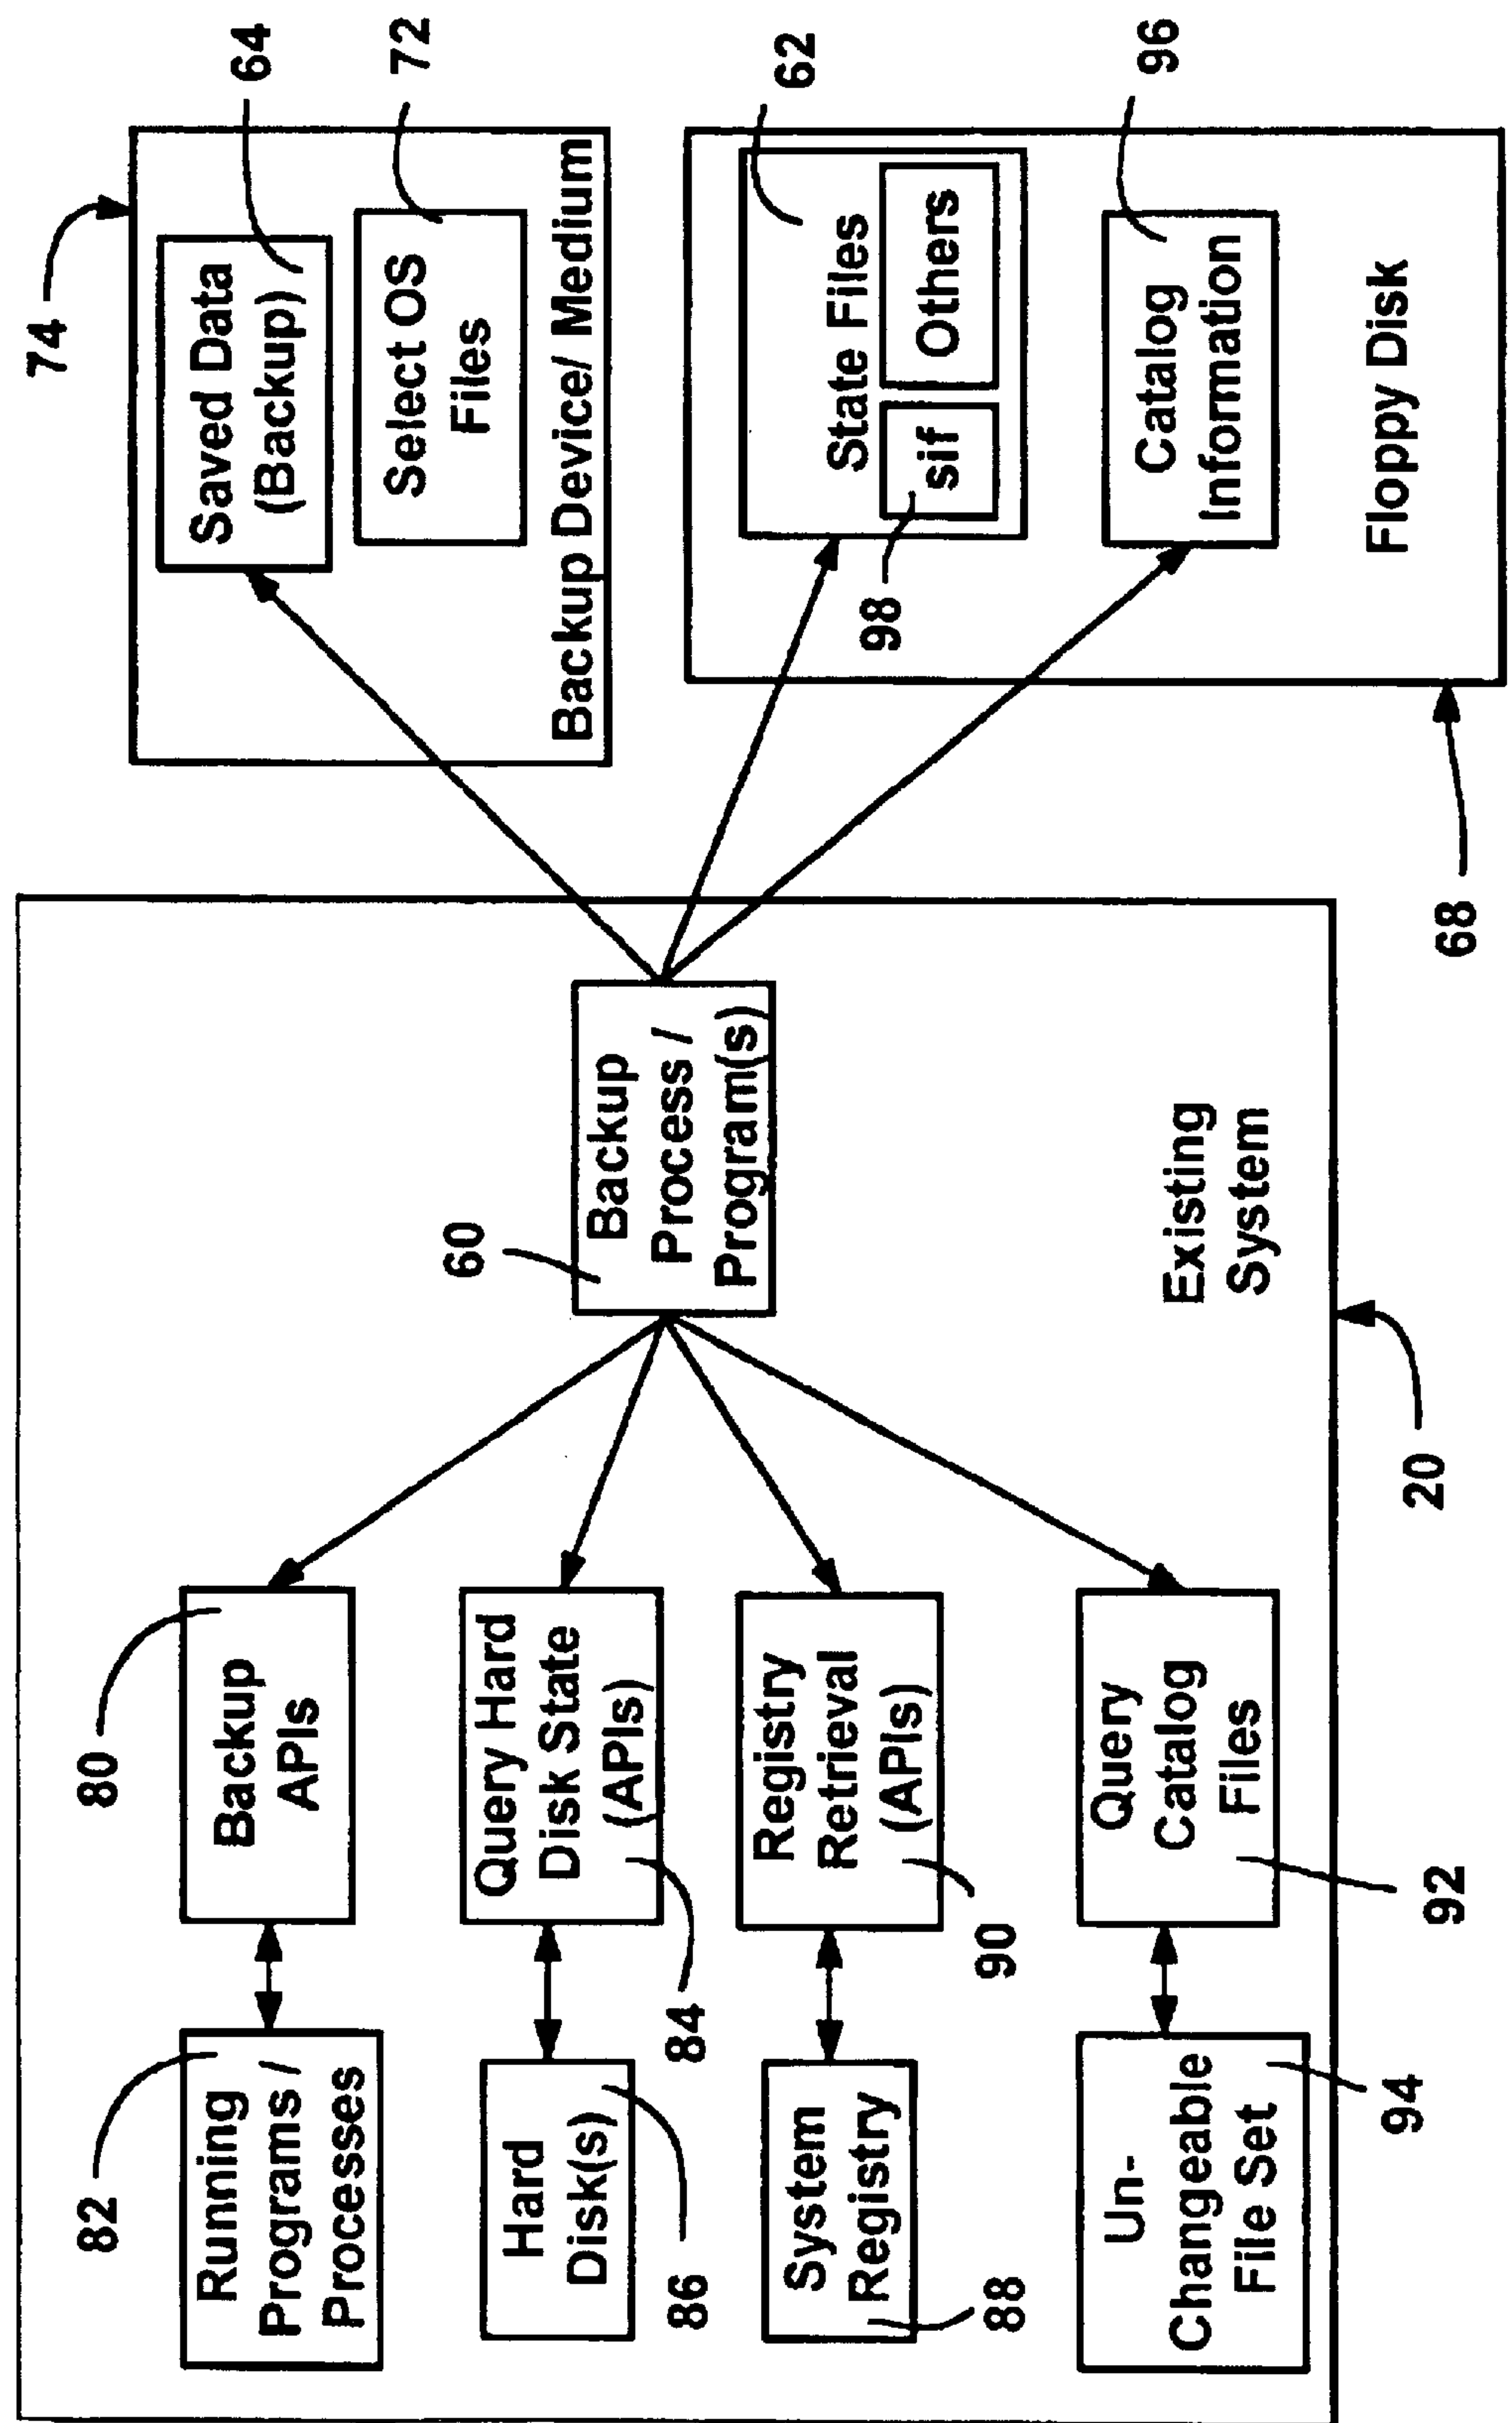 82
Running
Programs /
Processes
80
Backup
APIs
Hard
Disk(s)
86
Query Hard
Disk State
(APIs)
84
System
Registry
88
Registry
Retrieval
(APIs)
90
Un-
Changeable
File Set
94
Query
Catalog
Files
92
60
Backup
Process /
Program(s)
Existing
System
20
74
Saved Data
(Backup)
64
Select OS
Files
72
Backup Device/ Medium
State Files
62
sif
Others
98
Catalog
Information
96
Floppy Disk
68